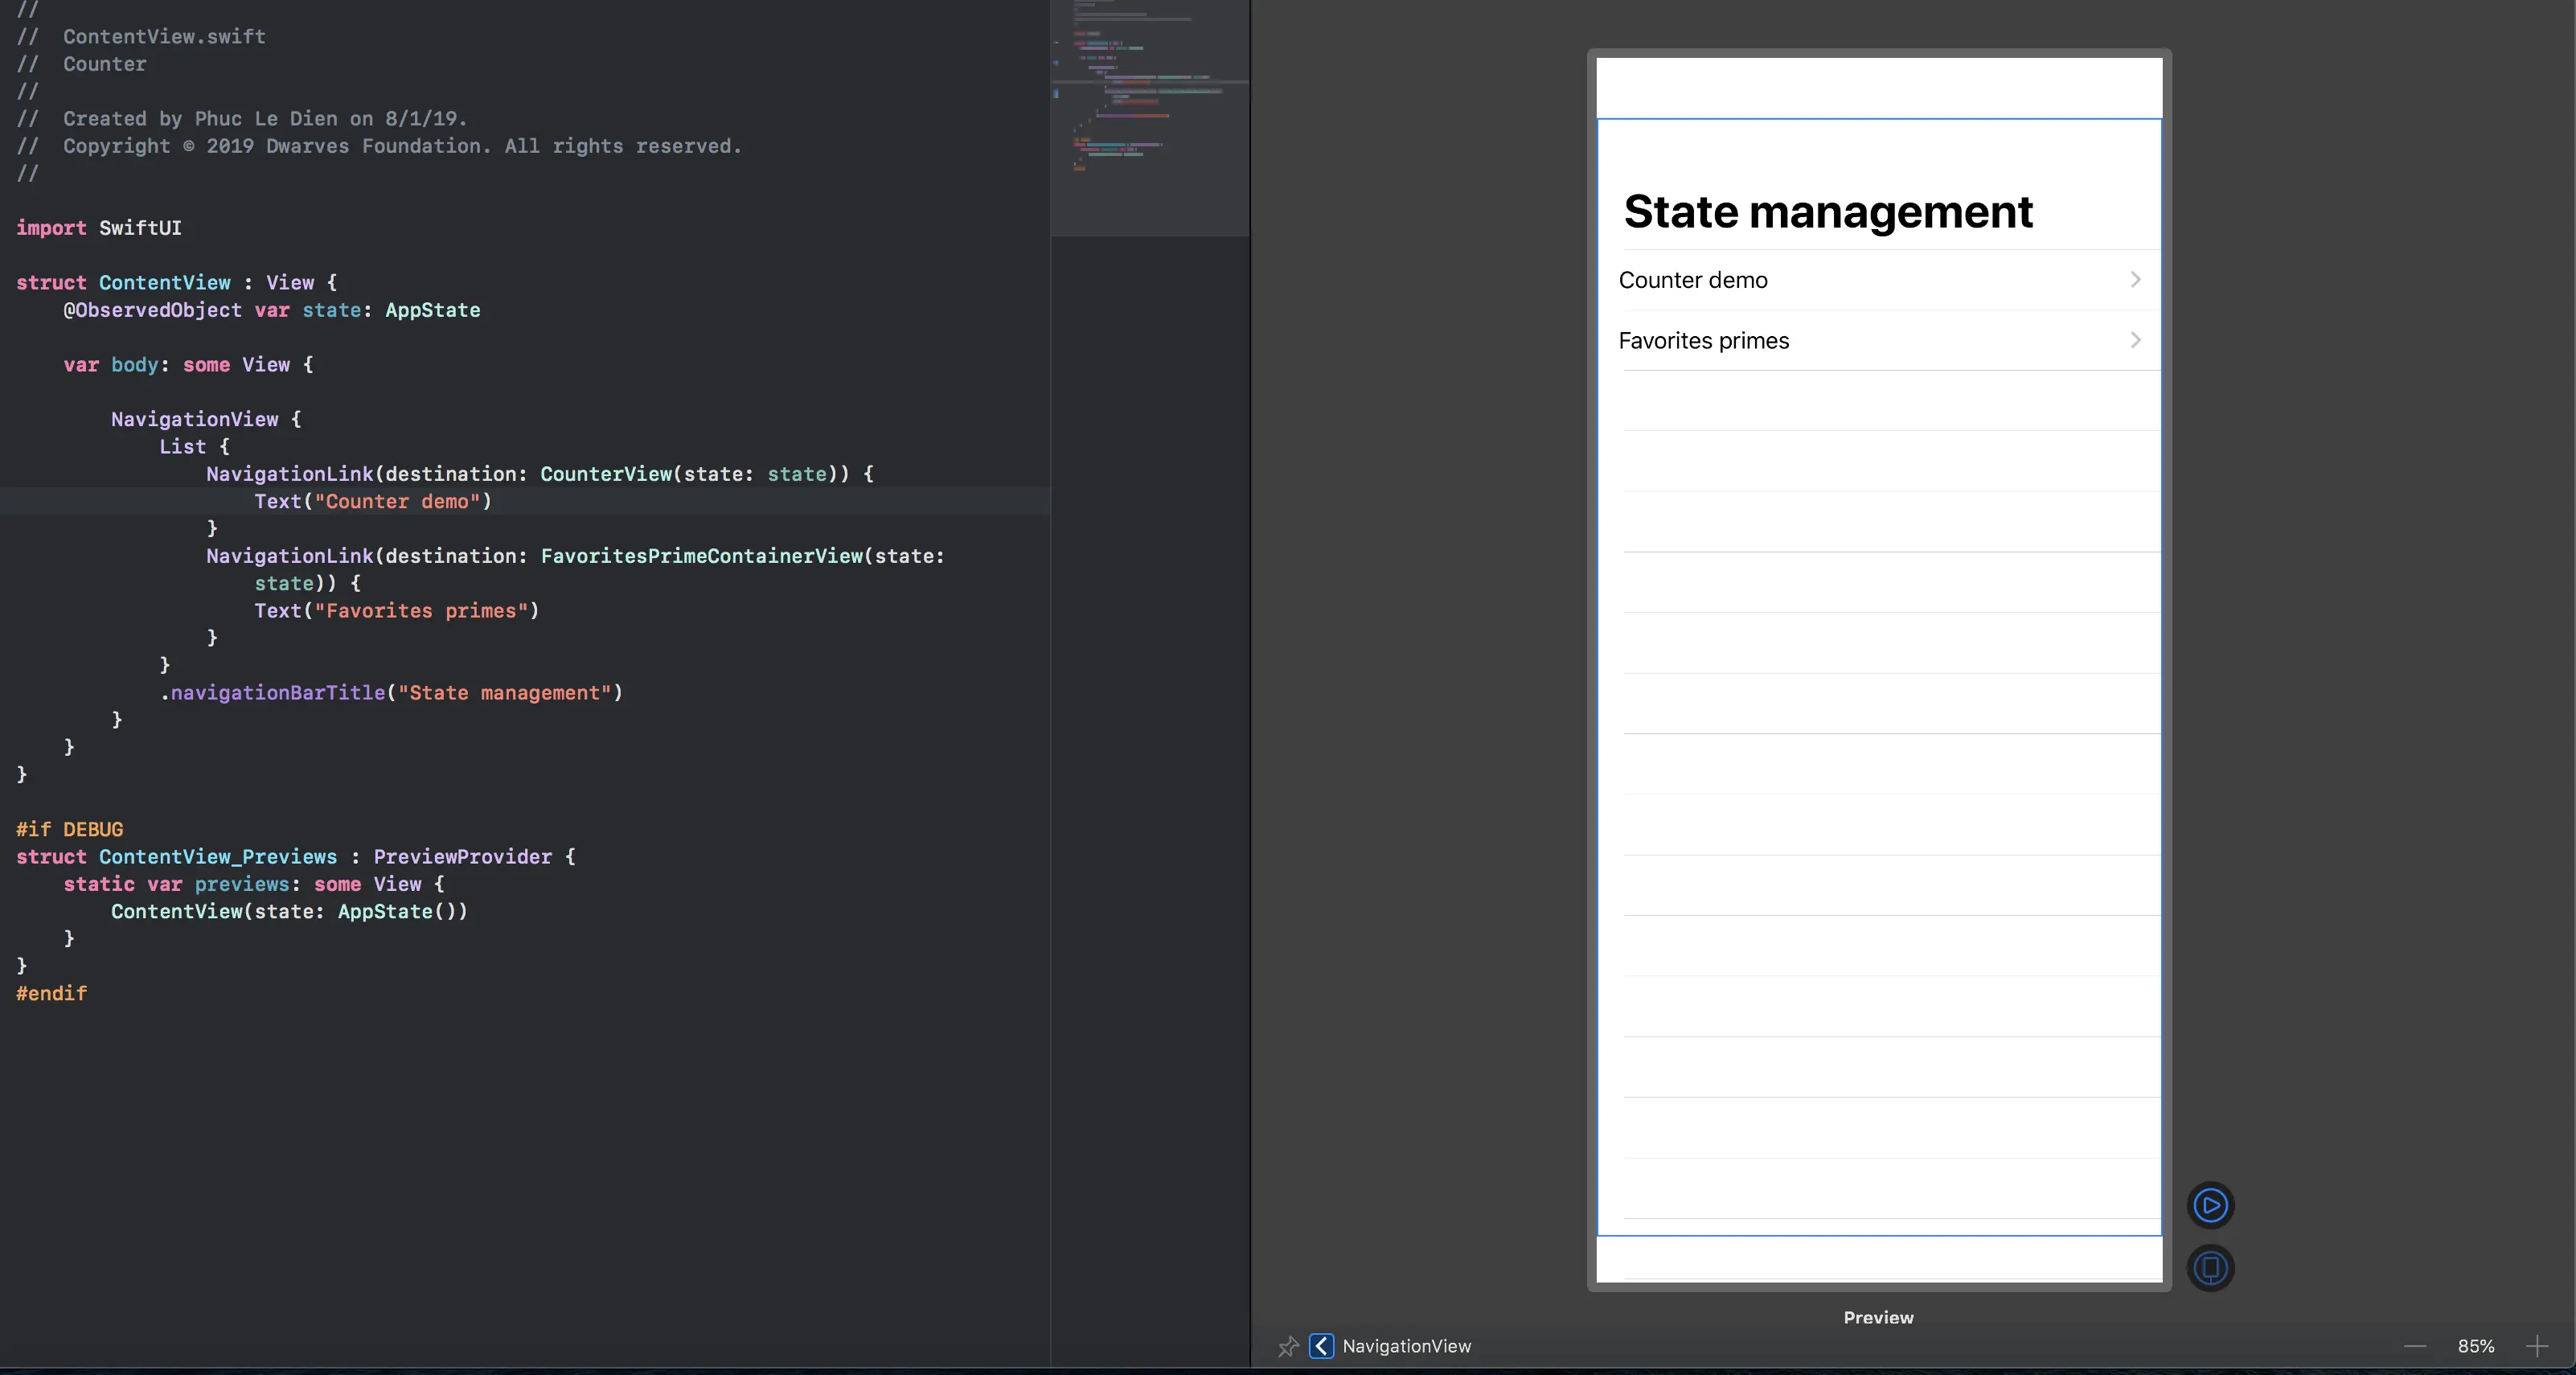 //
//  ContentView.swift
//  Counter
//
//  Created by Phuc Le Dien on 8/1/19.
//  Copyright © 2019 Dwarves Foundation. All rights reserved.
//
import SwiftUI
struct ContentView : View {
    @ObservedObject var state: AppState
    var body: some View {
        NavigationView {
            List {
                NavigationLink(destination: CounterView(state: state)) {
                    Text("Counter demo")
                }
                NavigationLink(destination: FavoritesPrimeContainerView(state:
                    state)) {
                    Text("Favorites primes")
                }
            }
            .navigationBarTitle("State management")
        }
    }
}
#if DEBUG
struct ContentView_Previews : PreviewProvider {
    static var previews: some View {
        ContentView(state: AppState())
    }
}
#endif
State management
Counter demo
Favorites primes
Preview
NavigationView
85%